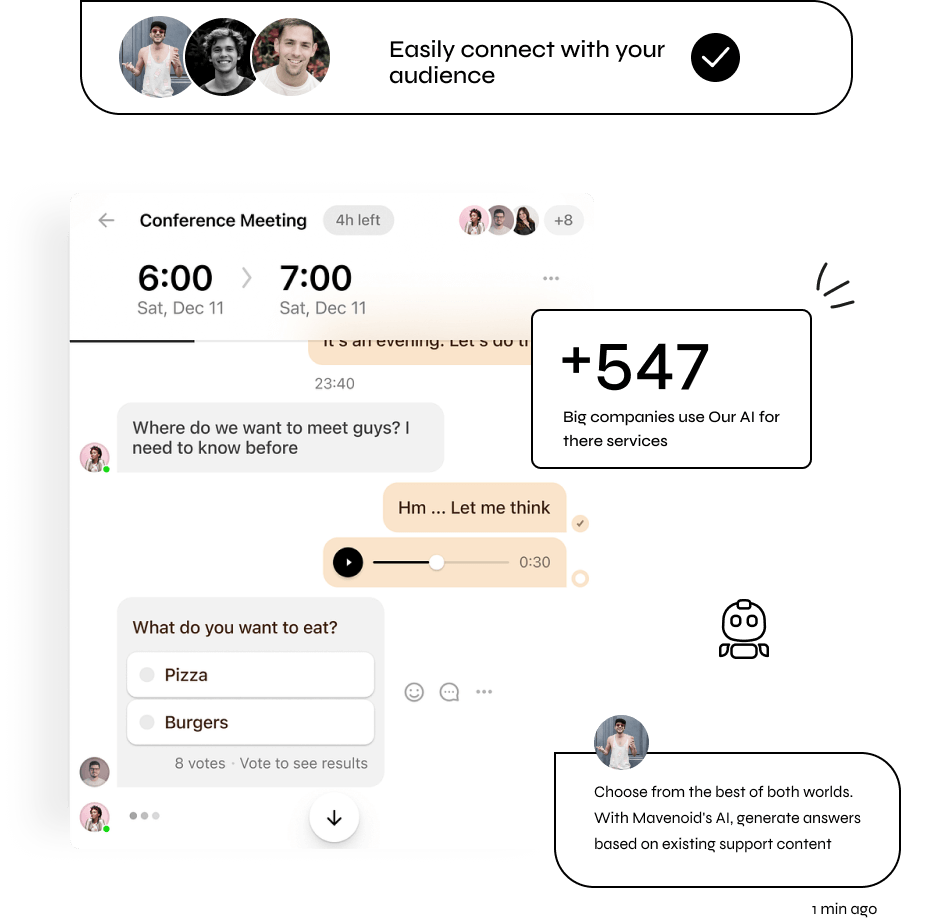 Easily connect with your
audience
Conference Meeting 4h left +8
6:00 7:00
Sat, Dec 11 Sat, Dec 11
It's an evening. Let's do
23:40
+547
Big companies use Our AI for
there services
Where do we want to meet guys? I
need to know before
Hm ... Let me think
0:30
What do you want to eat?
Pizza
Burgers
8 votes · Vote to see results
Choose from the best of both worlds.
With Mavenoid's AI, generate answers
based on existing support content
1 min ago